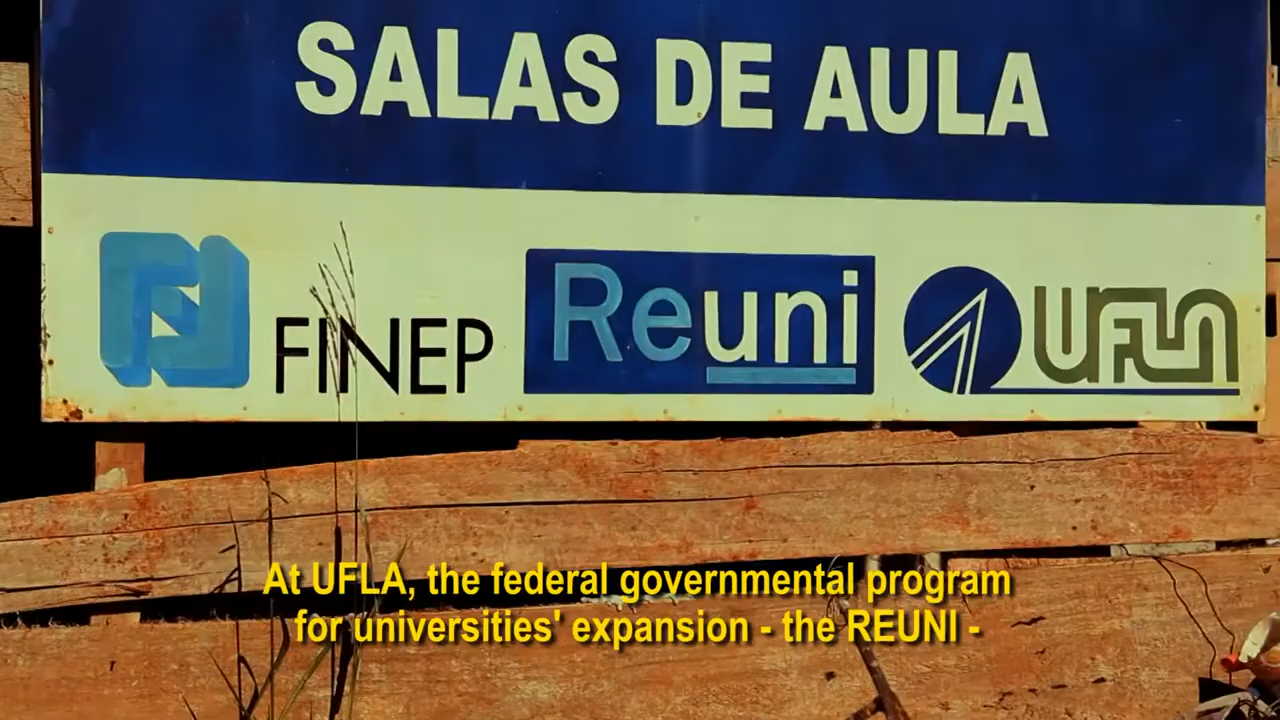 SALAS DE AULA
FINEP
Reuni
UFLA
At UFLA, the federal governmental program
for universities' expansion - the REUNI -